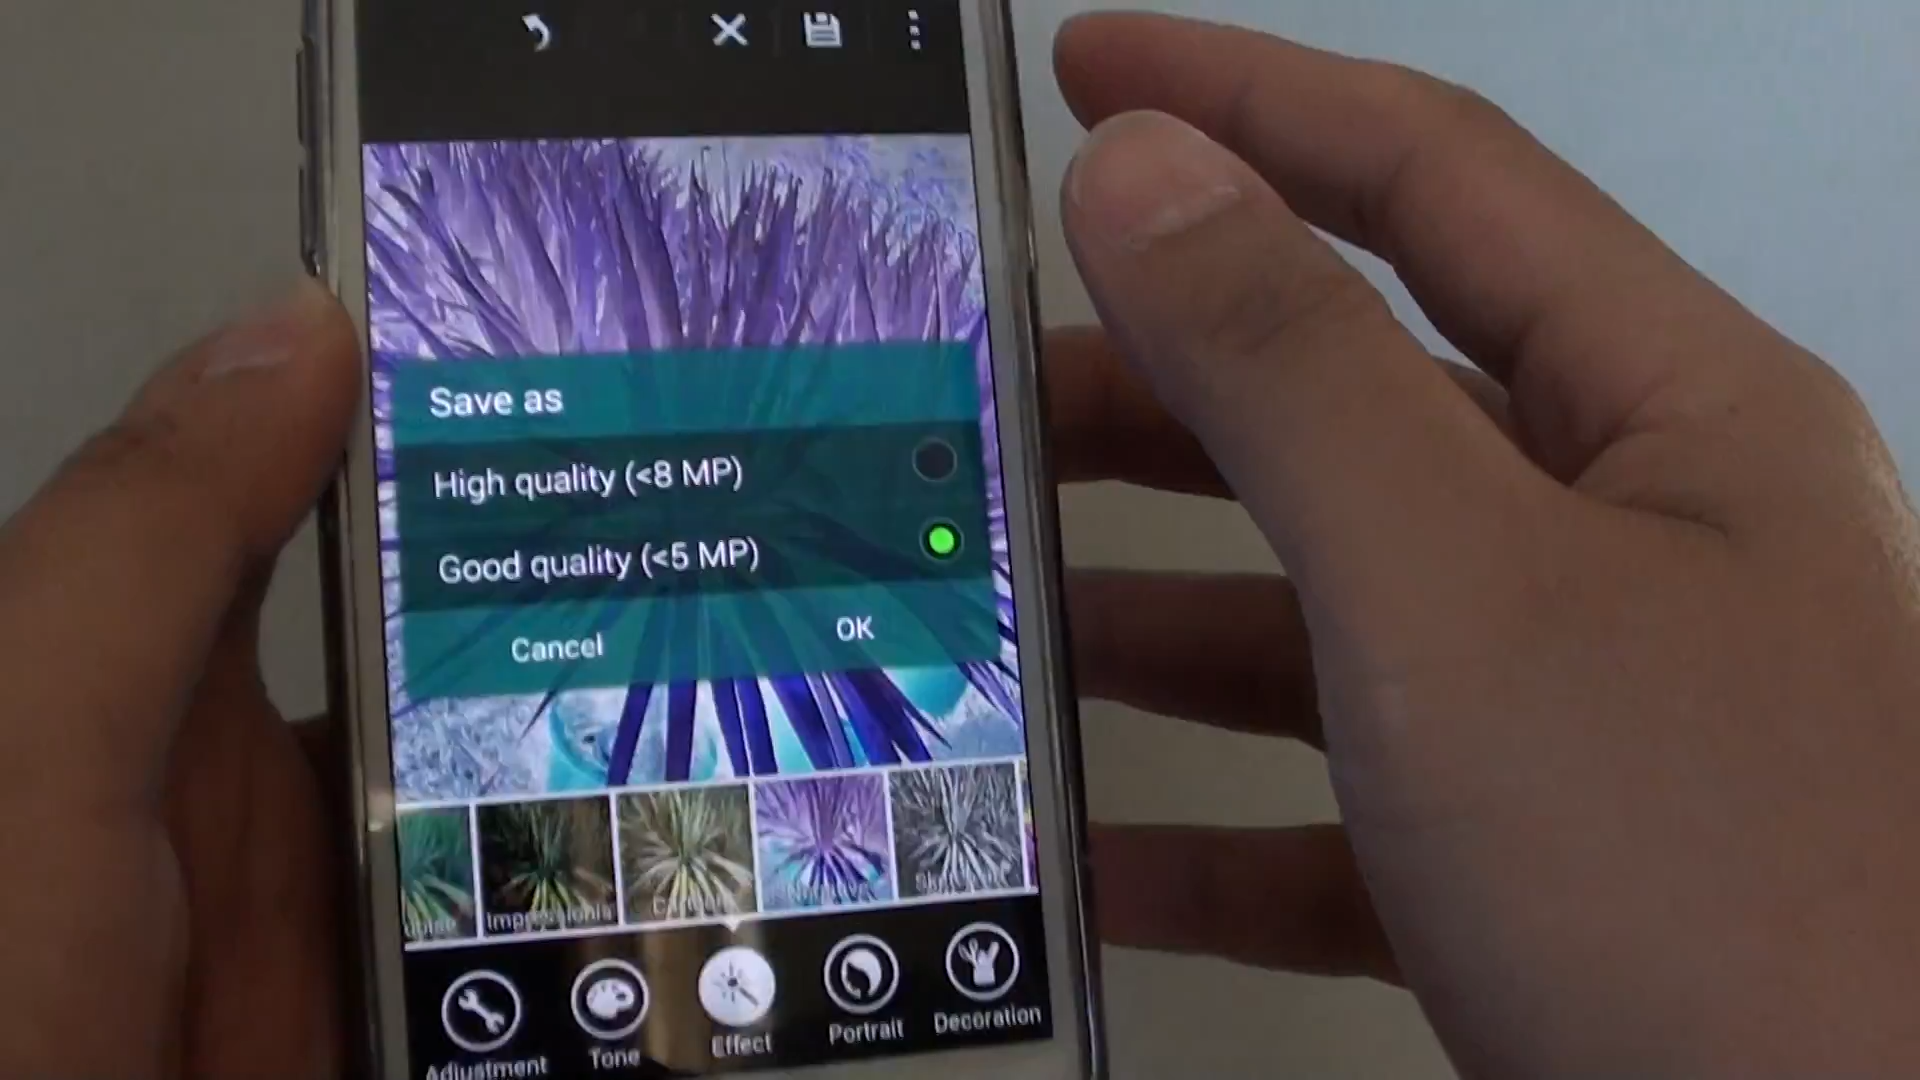 Save as
High quality (<8 MP)
Good quality (<5 MP)
Cancel
OK
Adjustment
Tone
Effect
Portrait
Decoration